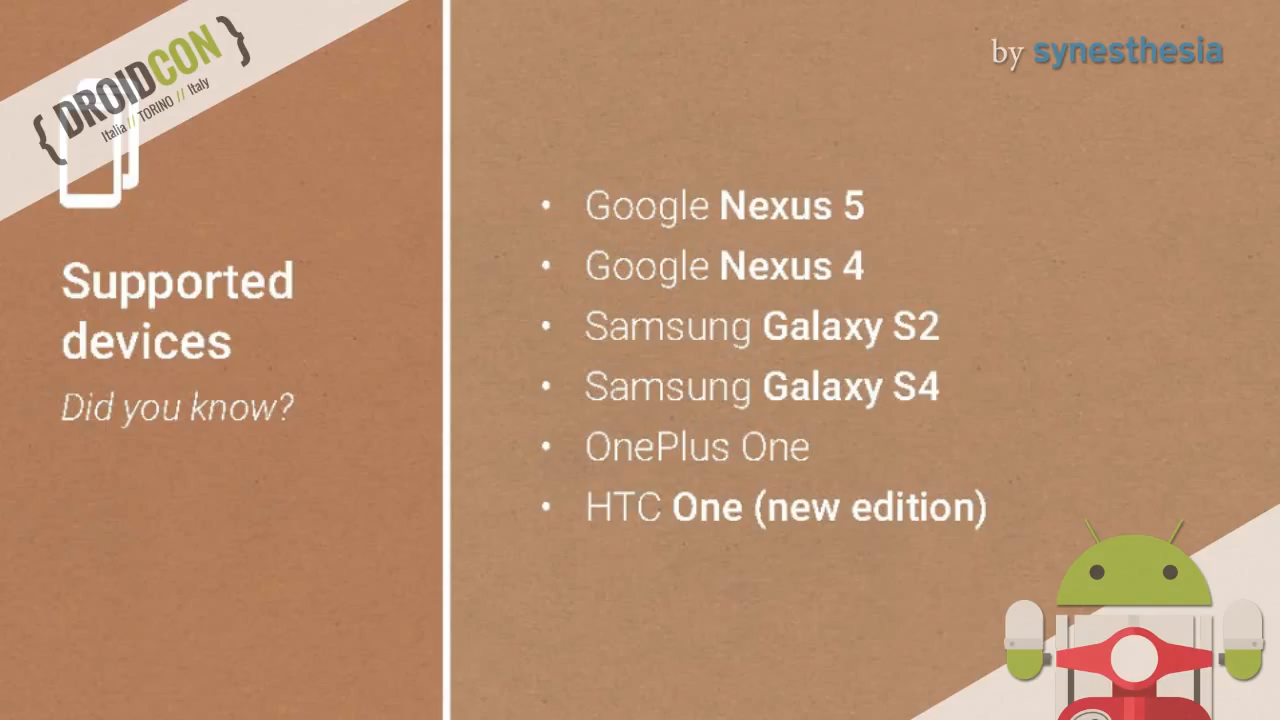 { DROIDCON }
Italia // TORINO // Italy
by synesthesia
Supported
devices
Did you know?
• Google Nexus 5
• Google Nexus 4
• Samsung Galaxy S2
• Samsung Galaxy S4
• OnePlus One
• HTC One (new edition)